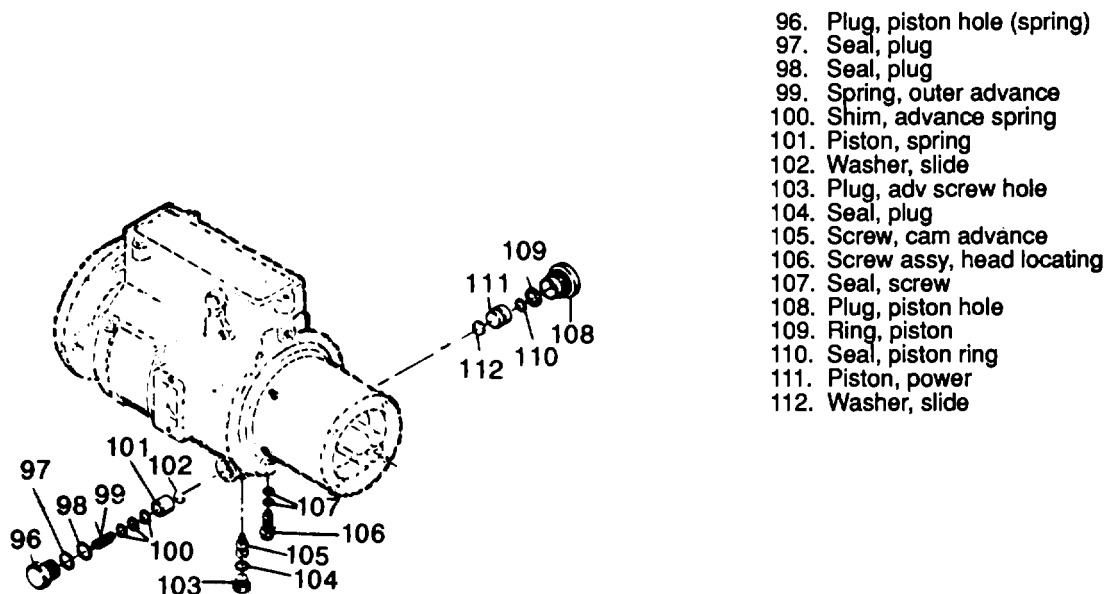 96. Plug, piston hole (spring)
97. Seal, plug
98. Seal, plug
99. Spring, outer advance
100. Shim, advance spring
101. Piston, spring
102. Washer, slide
103. Plug, adv screw hole
104. Seal, plug
105. Screw, cam advance
106. Screw assy, head locating
107. Seal, screw
108. Plug, piston hole
109. Ring, piston
110. Seal, piston ring
111. Piston, power
112. Washer, slide
109
111
108
110
112
101
102
97
99
98
107
96
100
106
105
104
103